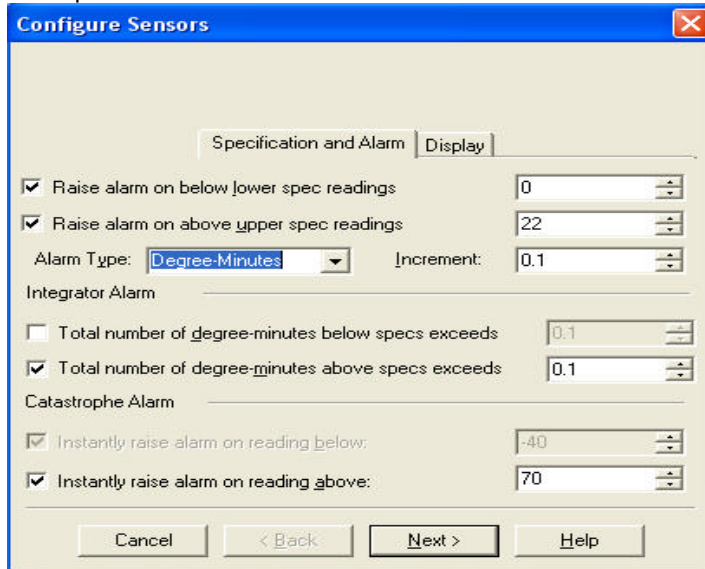 Configure Sensors
Specification and Alarm Display
Raise alarm on below lower spec readings 0
Raise alarm on above upper spec readings 22
Alarm Type: Degree-Minutes Increment: 0.1
Integrator Alarm
Total number of degree-minutes below specs exceeds 0.1
Total number of degree-minutes above specs exceeds 0.1
Catastrophe Alarm
Instantly raise alarm on reading below: -40
Instantly raise alarm on reading above: 70
Cancel < Back Next > Help